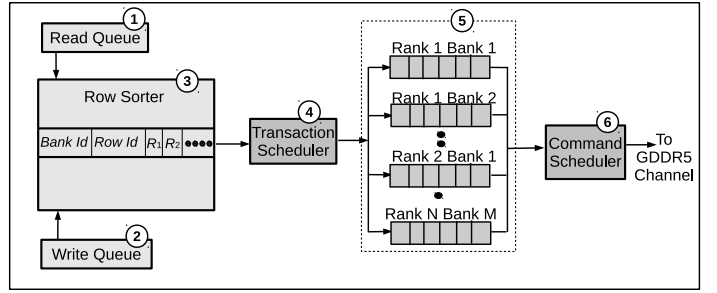 1
Read Queue
3
Row Sorter
Bank Id Row Id R1 R2
2
Write Queue
4
Transaction
Scheduler
5
Rank 1 Bank 1
Rank 1 Bank 2
Rank 2 Bank 1
Rank N Bank M
6
Command
Scheduler
To
GDDR5
Channel